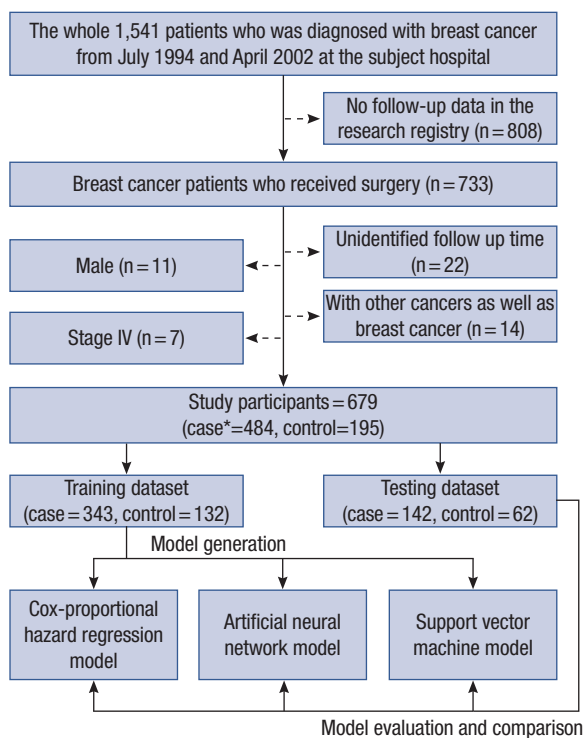 The whole 1,541 patients who was diagnosed with breast cancer
from July 1994 and April 2002 at the subject hospital
No follow-up data in the
research registry (n=808)
Breast cancer patients who received surgery (n=733)
Male (n=11)
Unidentified follow up time
(n=22)
Stage IV (n=7)
With other cancers as well as
breast cancer (n=14)
Study participants=679
(case*=484, control=195)
Training dataset
(case=343, control=132)
Testing dataset
(case=142, control=62)
Model generation
Cox-proportional
hazard regression
model
Artificial neural
network model
Support vector
machine model
Model evaluation and comparison